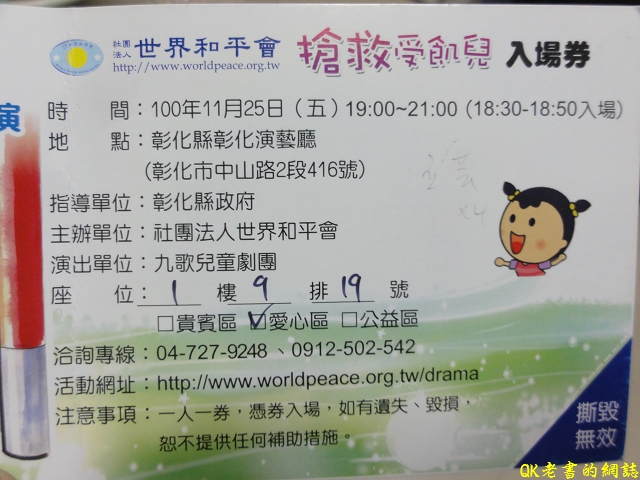 社團法人 世界和平會 搶救受飢兒 入場券
http://www.worldpeace.org.tw
演
時　　間：100年11月25日（五）19:00~21:00（18:30-18:50入場）
地　　點：彰化縣彰化演藝廳
（彰化市中山路2段416號）
指導單位：彰化縣政府
主辦單位：社團法人世界和平會
演出單位：九歌兒童劇團
座　　位：1 樓 9 排 19 號
□貴賓區 ☑愛心區 □公益區
洽詢專線：04-727-9248、0912-502-542
活動網址：http://www.worldpeace.org.tw/drama
注意事項：一人一券，憑券入場，如有遺失、毀損，
恕不提供任何補助措施。
撕毀
無效
QK老書的網誌